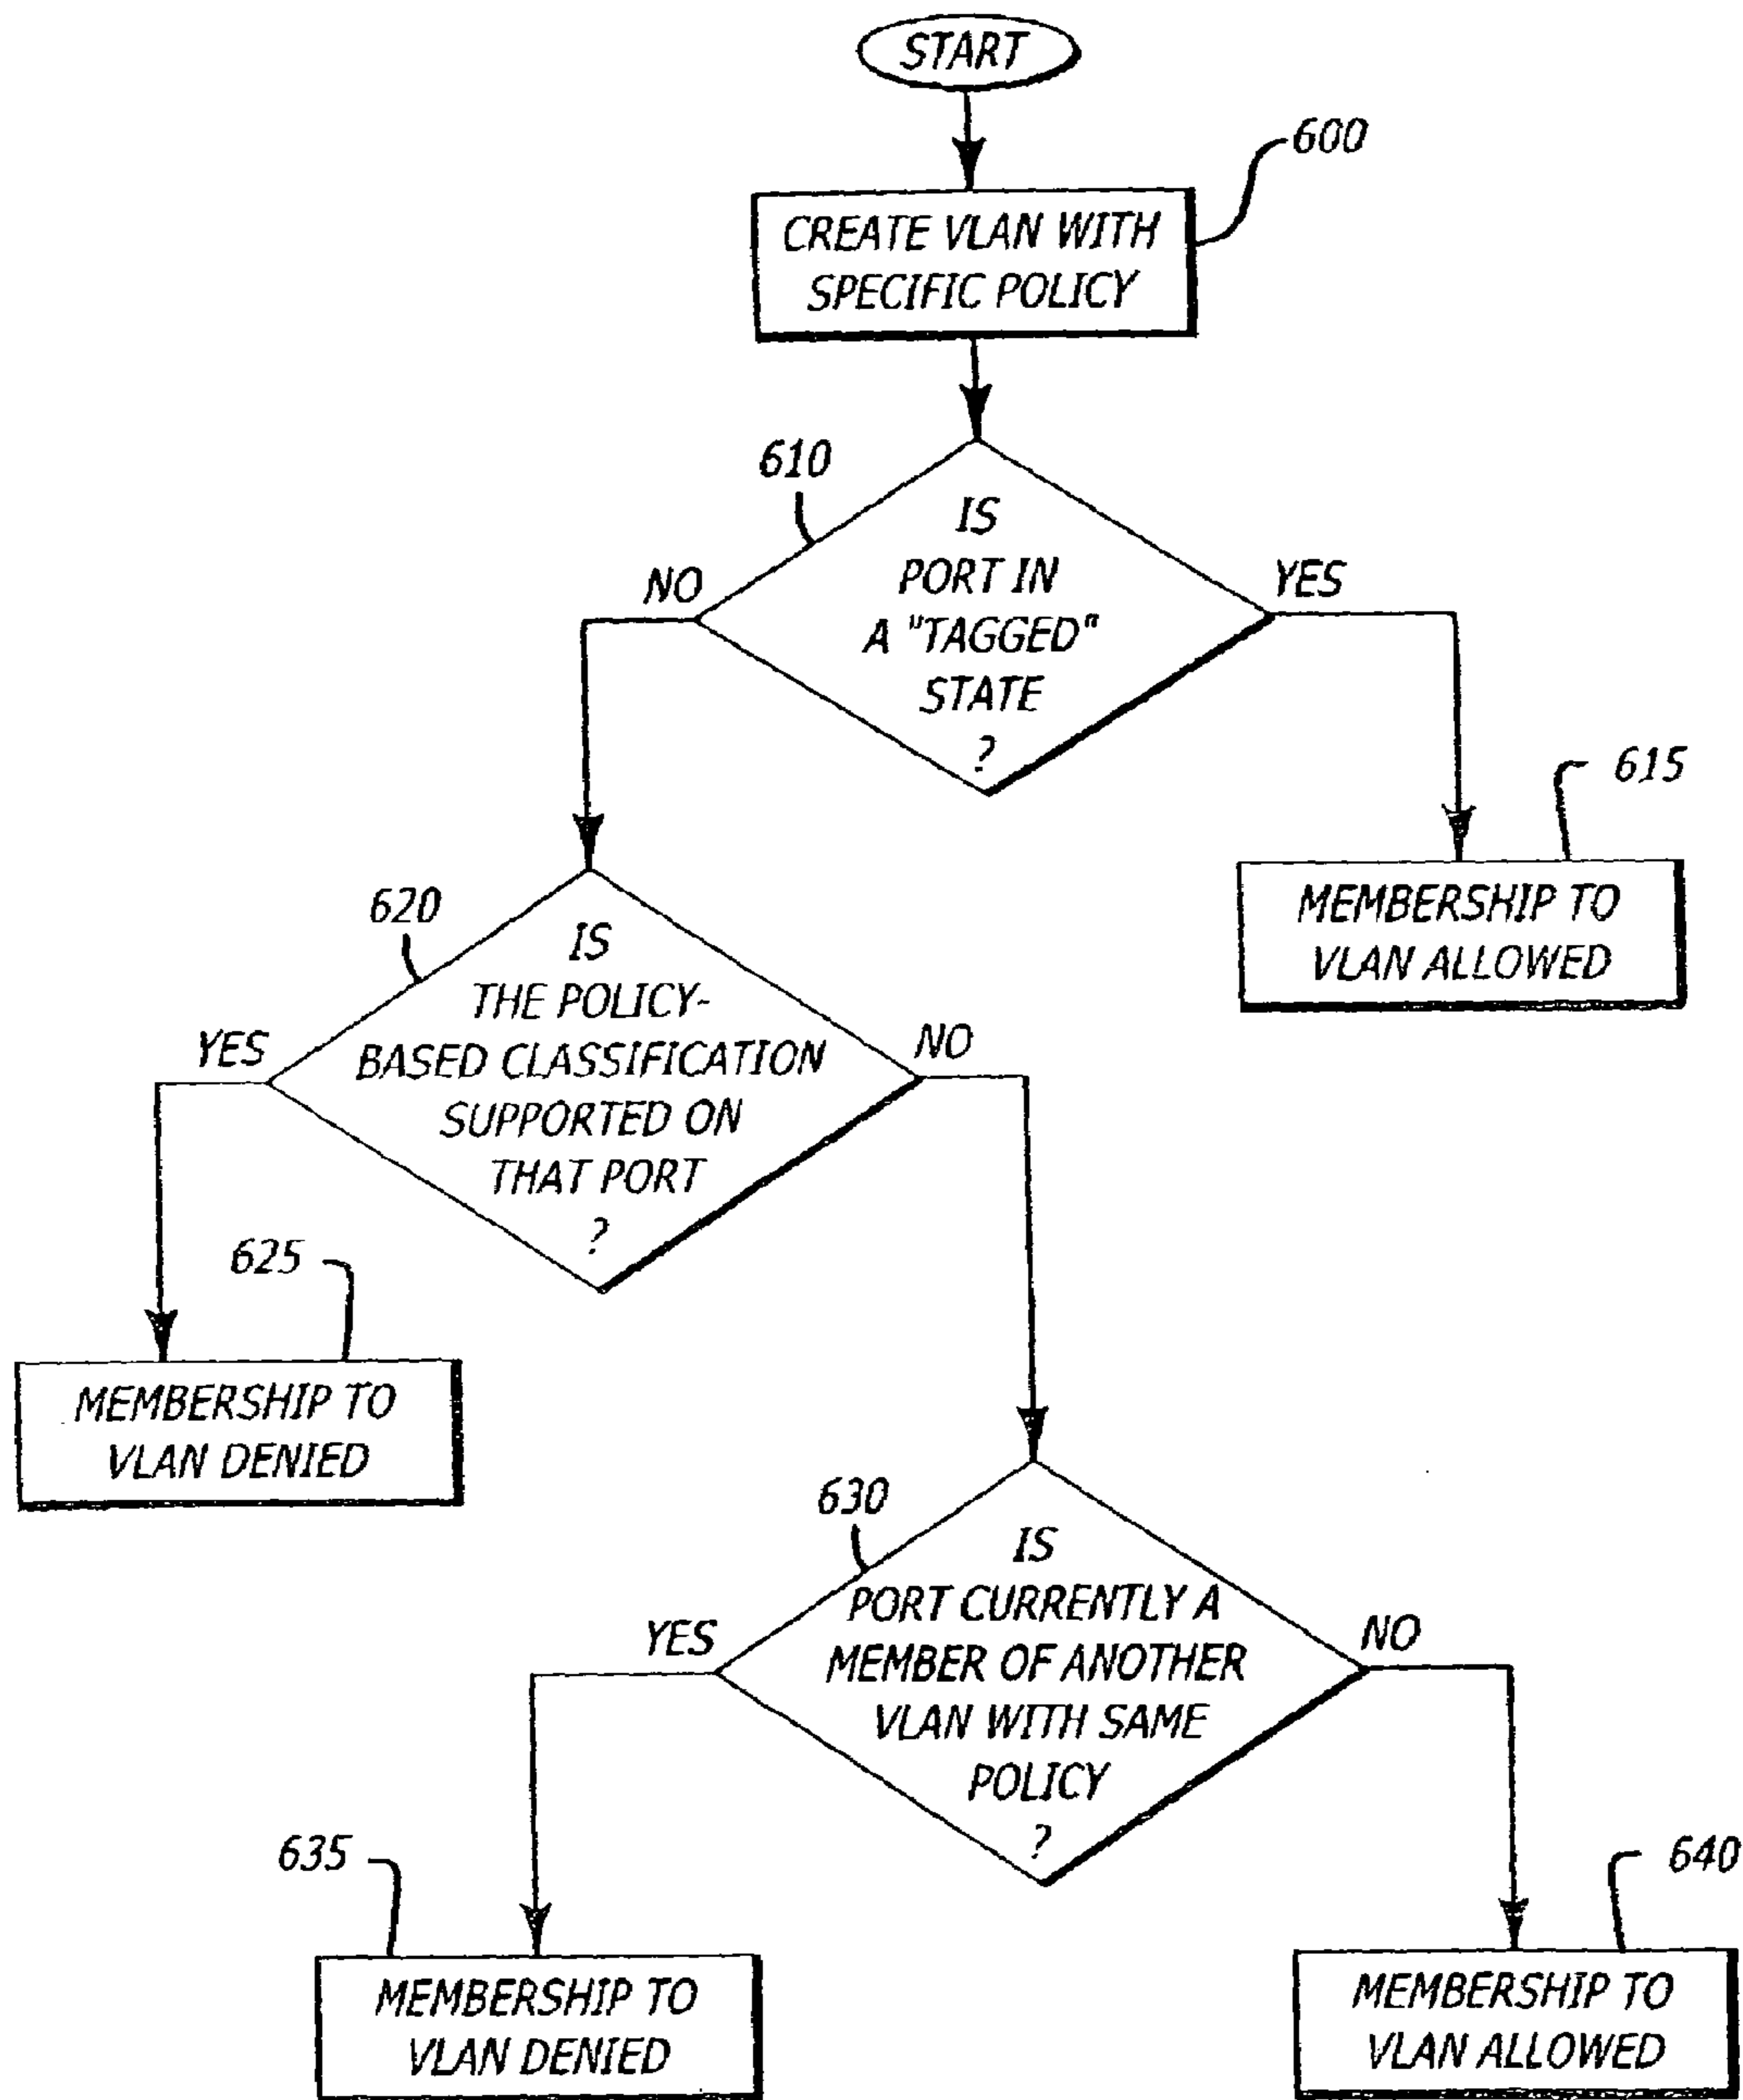 START
600
CREATE VLAN WITH
SPECIFIC POLICY
610
IS
PORT IN
A "TAGGED"
STATE
?
NO
YES
615
MEMBERSHIP TO
VLAN ALLOWED
620
IS
THE POLICY-
BASED CLASSIFICATION
SUPPORTED ON
THAT PORT
?
YES
NO
625
MEMBERSHIP TO
VLAN DENIED
630
IS
PORT CURRENTLY A
MEMBER OF ANOTHER
VLAN WITH SAME
POLICY
?
YES
NO
635
MEMBERSHIP TO
VLAN DENIED
640
MEMBERSHIP TO
VLAN ALLOWED